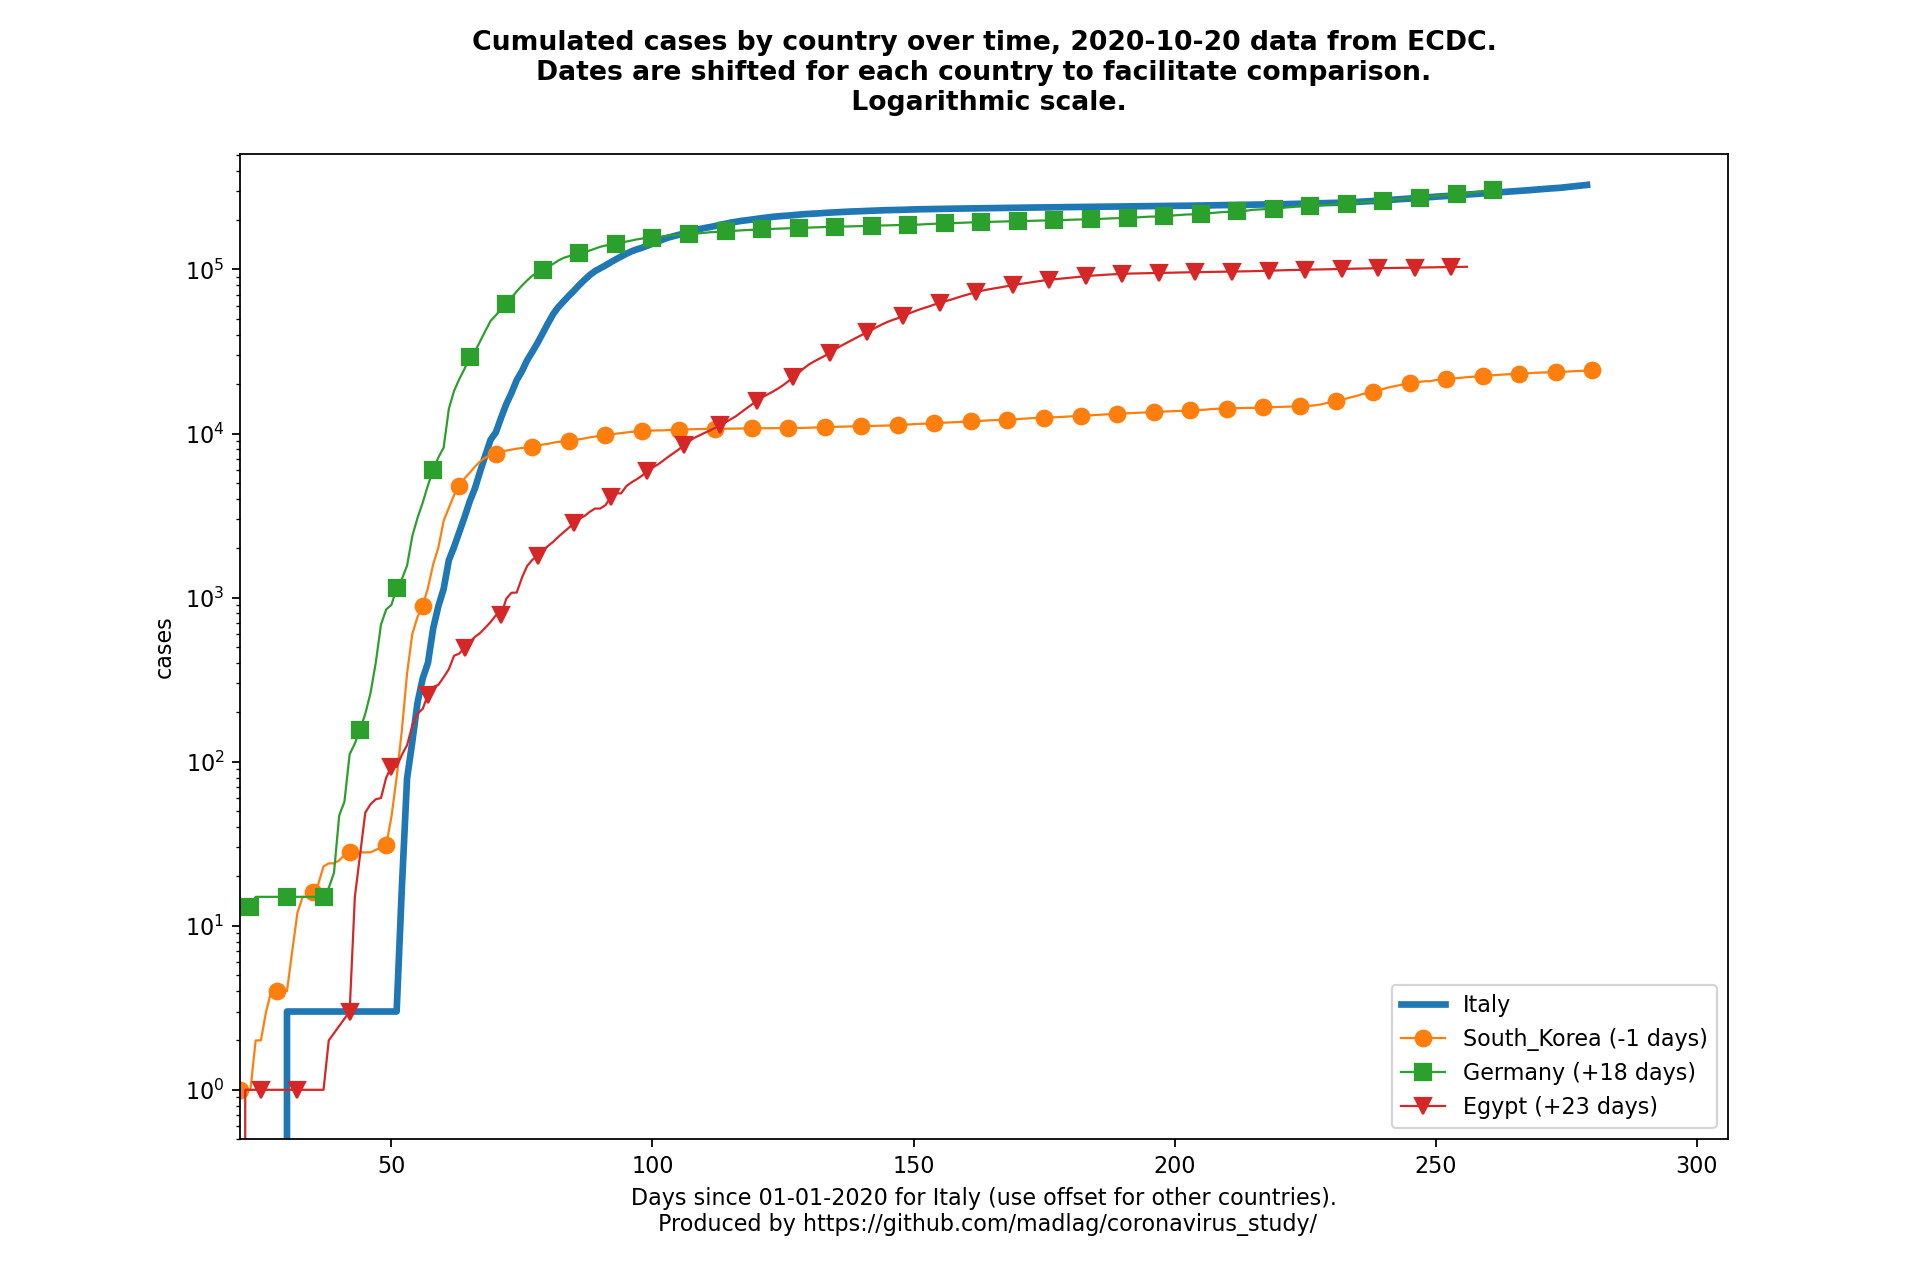 Cumulated cases by country over time, 2020-10-20 data from ECDC.
Dates are shifted for each country to facilitate comparison.
Logarithmic scale.
cases
10^5
10^4
10^3
10^2
10^1
10^0
50
100
150
200
250
300
Italy
South_Korea (-1 days)
Germany (+18 days)
Egypt (+23 days)
Days since 01-01-2020 for Italy (use offset for other countries).
Produced by https://github.com/madlag/coronavirus_study/